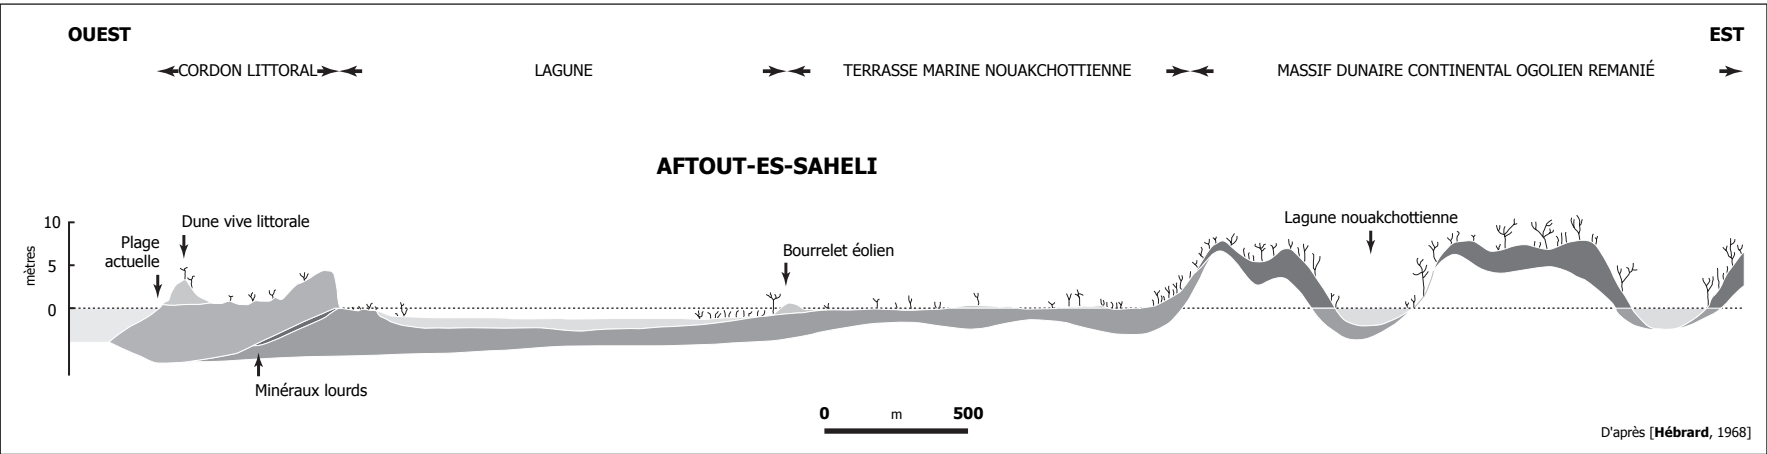 OUEST
EST
CORDON LITTORAL
LAGUNE
TERRASSE MARINE NOUAKCHOTTIENNE
MASSIF DUNAIRE CONTINENTAL OGOLIEN REMANIÉ
AFTOUT-ES-SAHELI
10
5
0
mètres
Plage
actuelle
Dune vive littorale
Bourrelet éolien
Lagune nouakchottienne
Minéraux lourds
0 m 500
D'après [Hébrard, 1968]